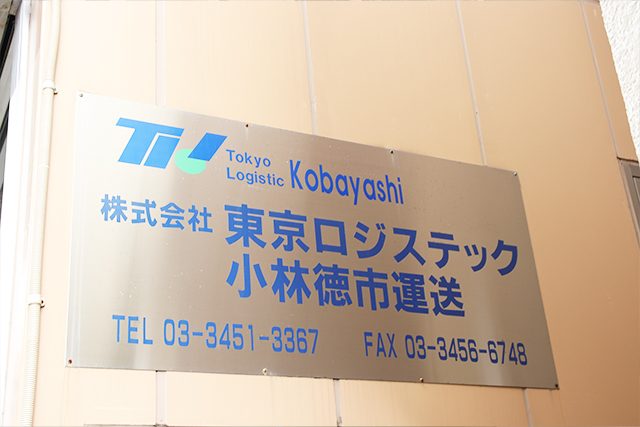 Tokyo
Logistic Kobayashi
株式会社 東京ロジステック
小林徳市運送
TEL 03-3451-3367 FAX 03-3456-6748